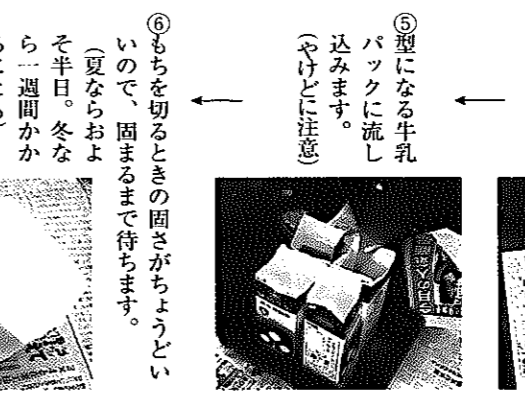 ⑤型になる牛乳
パックに流し
込みます。
(やけどに注意)
⑥もちを切るときの固さがちょうどい
いので、固まるまで待ちます。
(夏ならおよ
そ半日。冬な
ら一週間かか